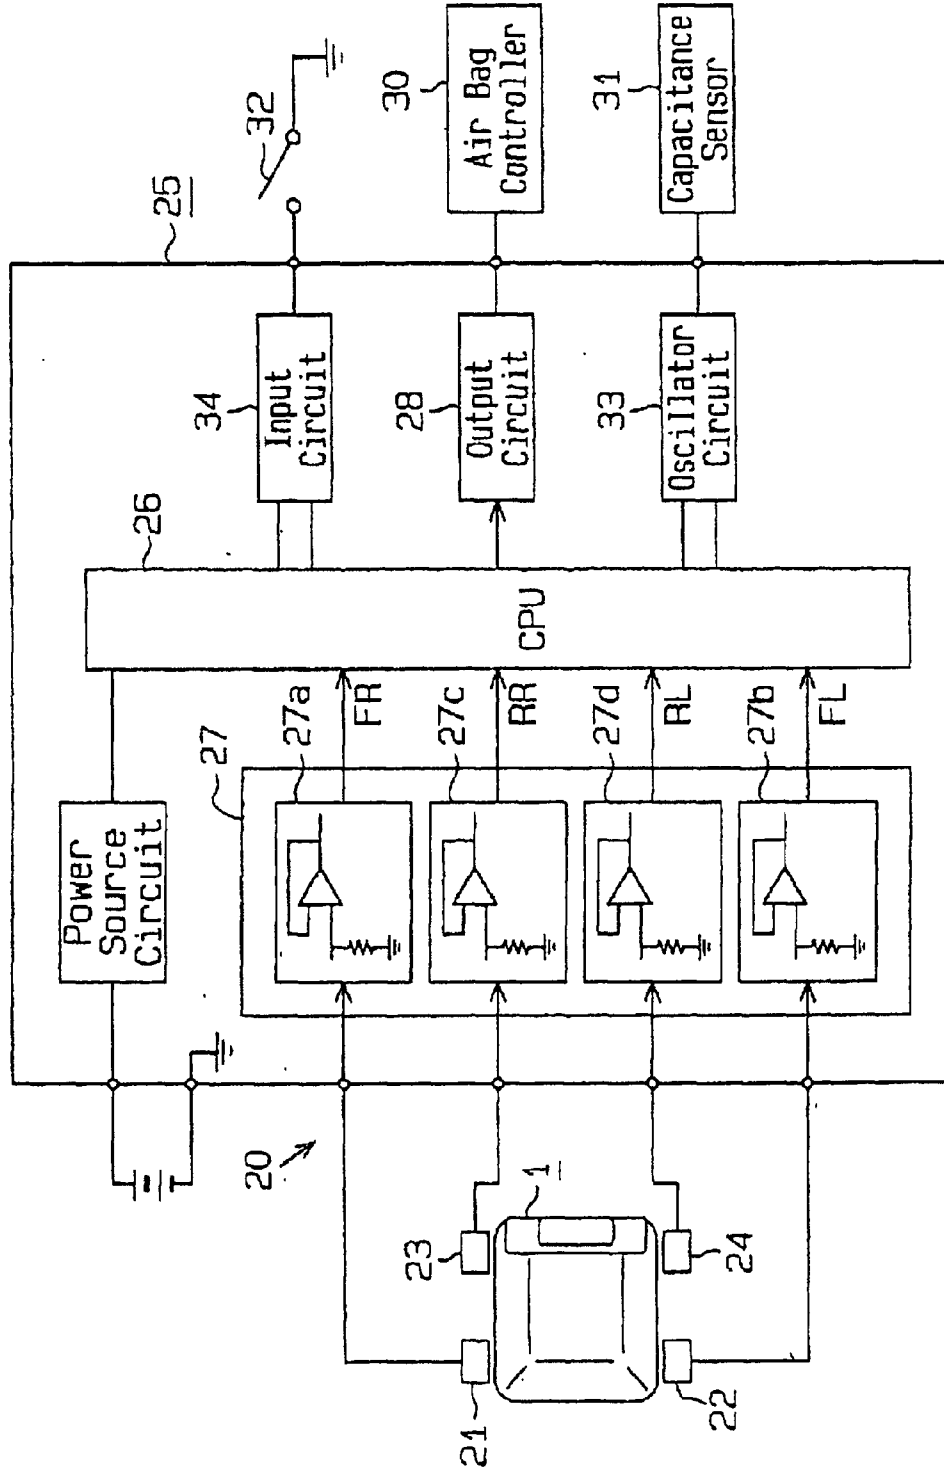 20
25
Power
Source
Circuit
26
CPU
27
27a
FR
27c
RR
27d
RL
27b
FL
34
Input
Circuit
32
28
Output
Circuit
30
Air Bag
Controller
33
Oscillator
Circuit
31
Capacitance
Sensor
23
1
24
21
22